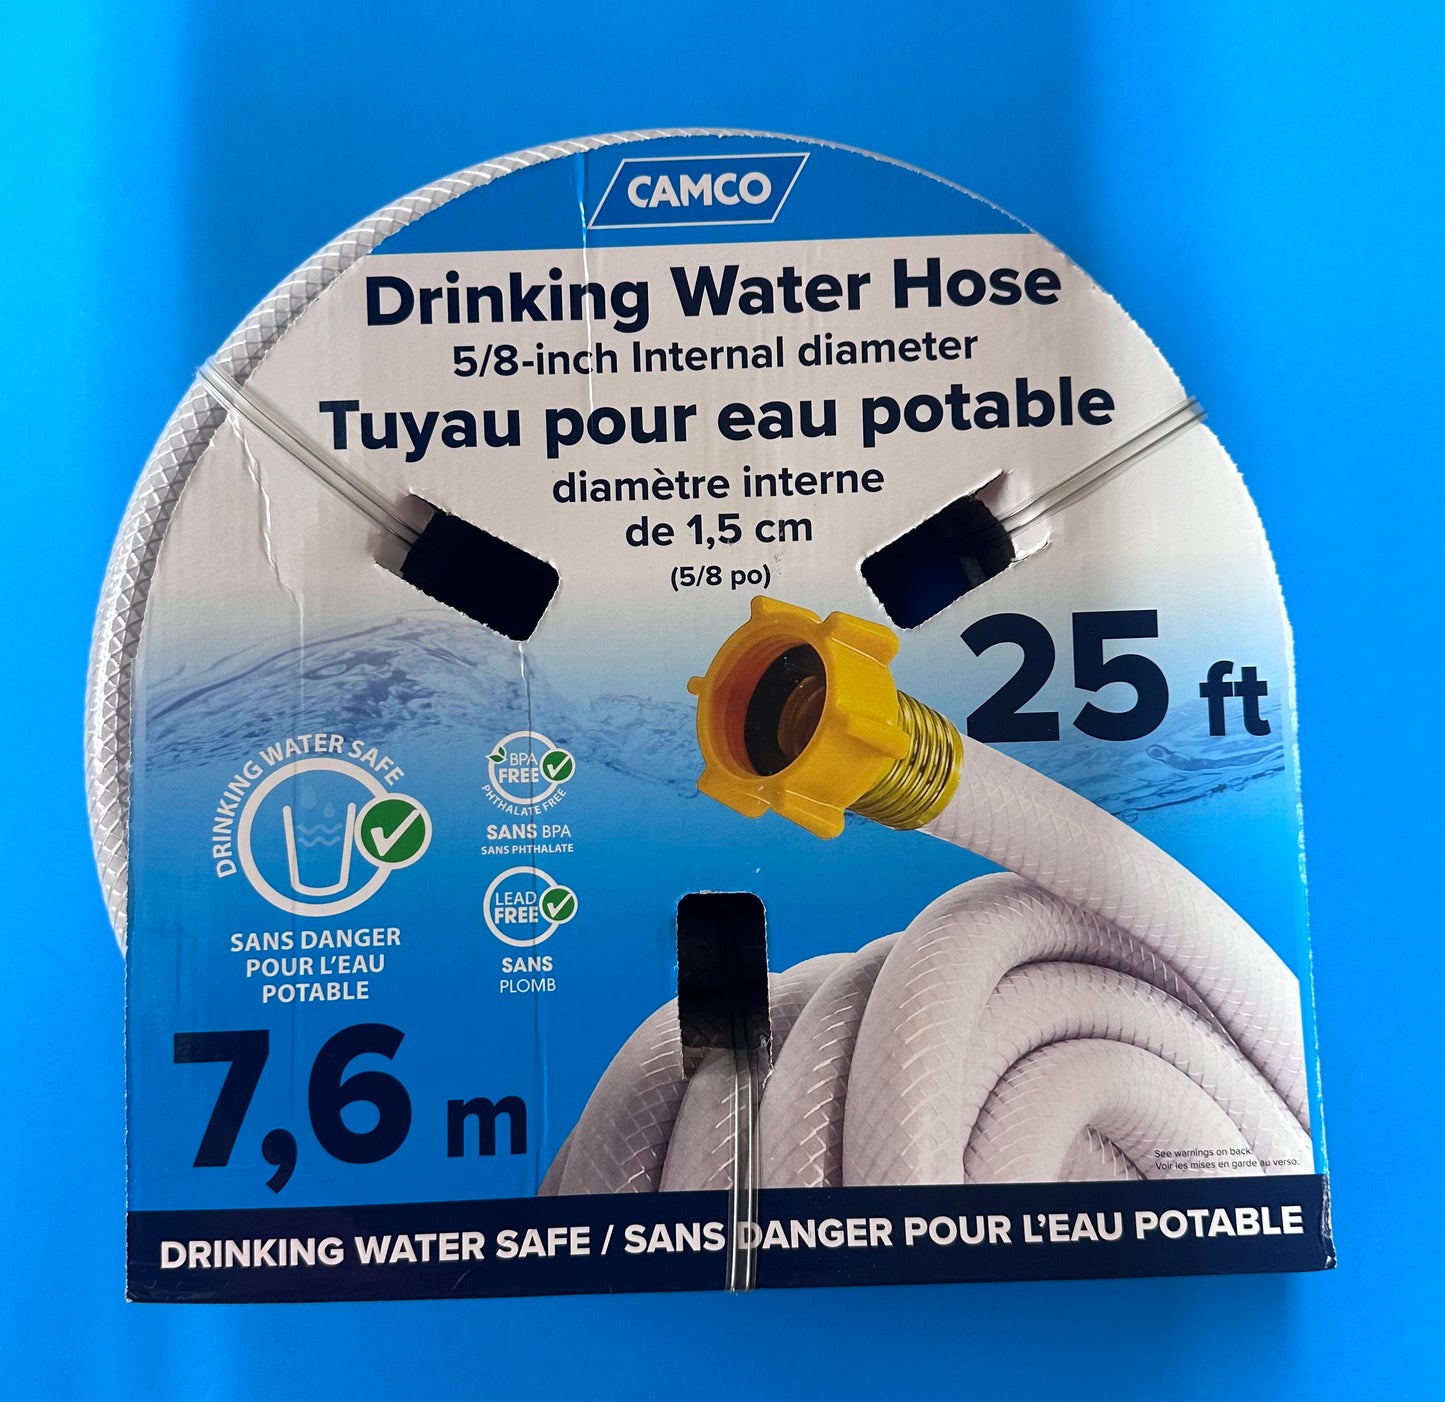 CAMCO
Drinking Water Hose
5/8-inch Internal diameter
Tuyau pour eau potable
diamètre interne
de 1,5 cm
(5/8 po)
25 ft
DRINKING WATER SAFE
SANS DANGER
POUR L'EAU
POTABLE
BPA
FREE
PHTHALATE FREE
SANS BPA
SANS PHTHALATE
LEAD
FREE
SANS
PLOMB
7,6 m
See warnings on back.
Voir les mises en garde au verso.
DRINKING WATER SAFE / SANS DANGER POUR L'EAU POTABLE